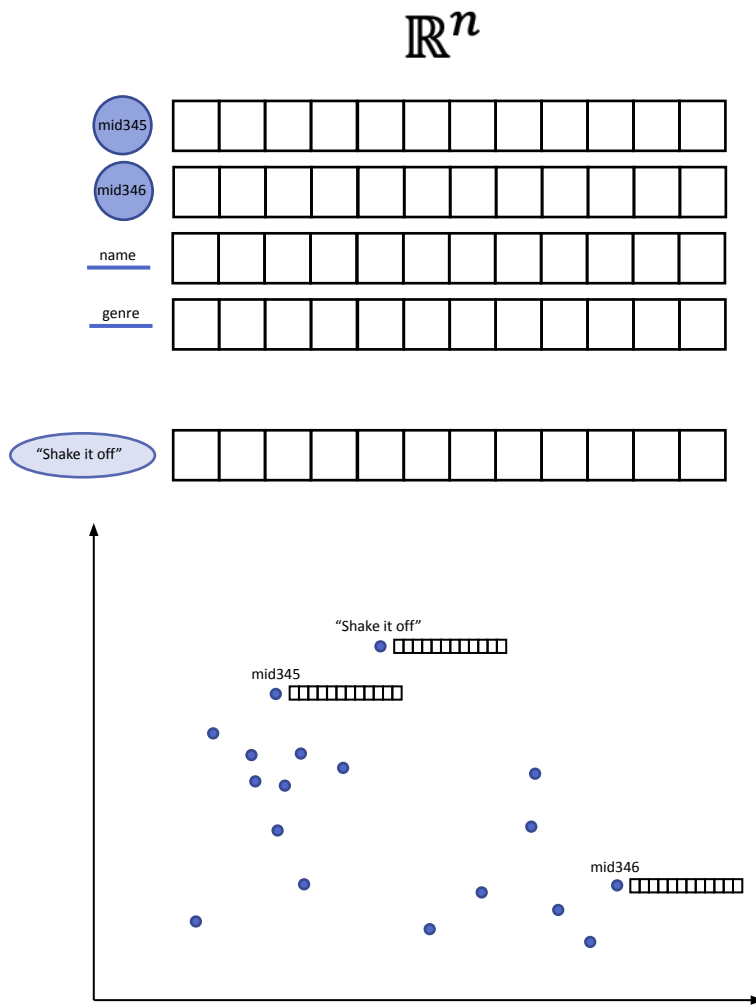 ℝⁿ
mid345
mid346
name
genre
“Shake it off”
“Shake it off”
mid345
mid346